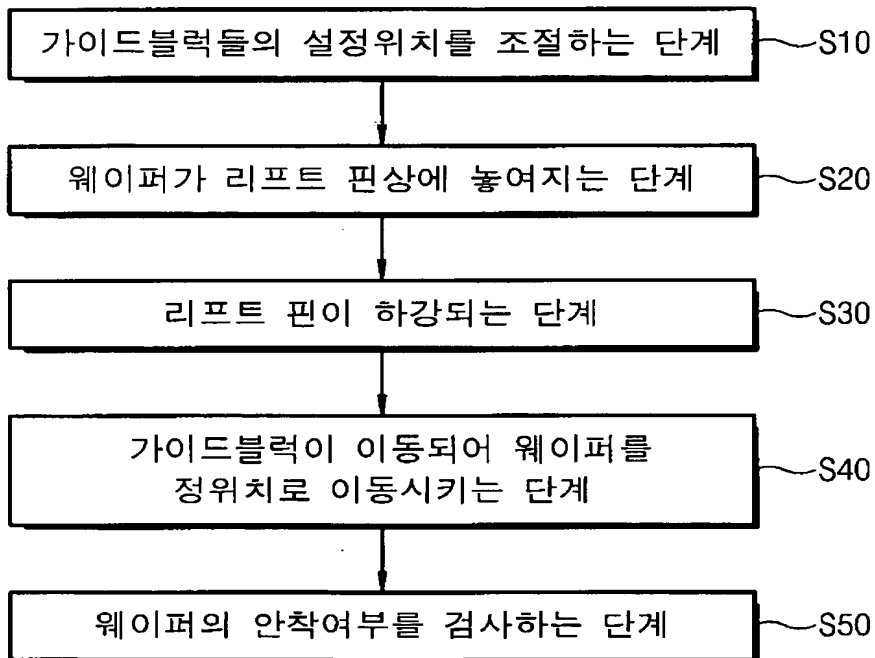 가이드블럭들의 설정위치를 조절하는 단계 S10
웨이퍼가 리프트 핀상에 놓여지는 단계 S20
리프트 핀이 하강되는 단계 S30
가이드블럭이 이동되어 웨이퍼를
정위치로 이동시키는 단계 S40
웨이퍼의 안착여부를 검사하는 단계 S50